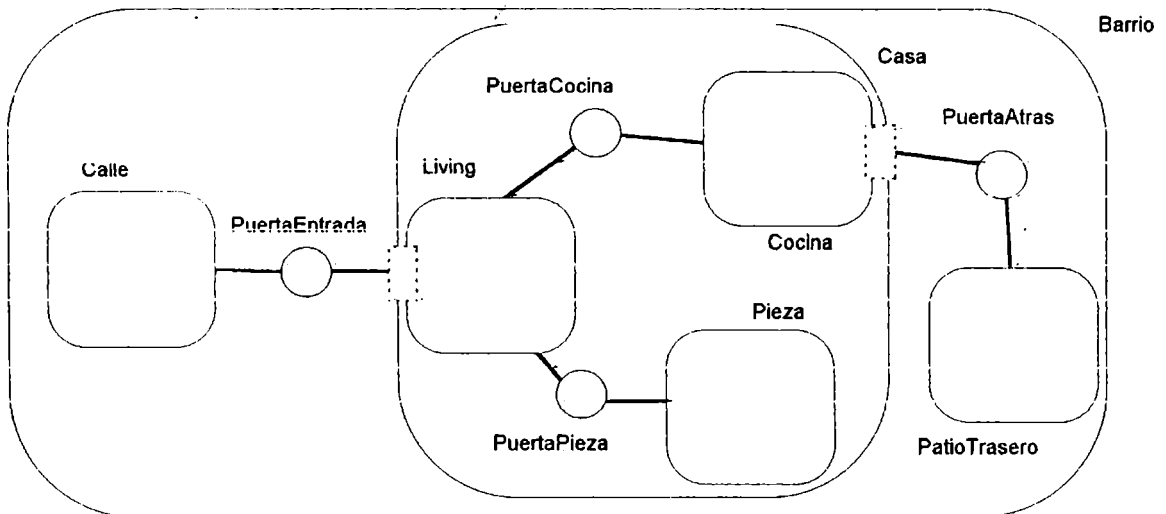 Barrio
Casa
PuertaCocina
PuertaAtras
Calle
Living
PuertaEntrada
Cocina
Pieza
PuertaPieza
PatioTrasero